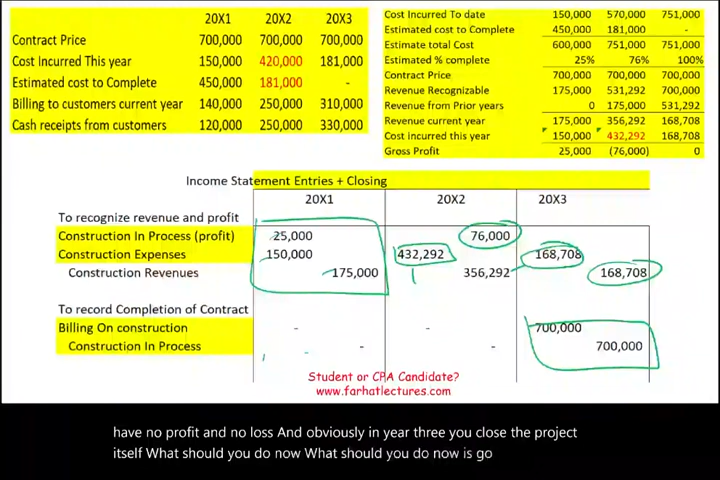 20X1 20X2 20X3
Contract Price 700,000 700,000 700,000
Cost Incurred This year 150,000 420,000 181,000
Estimated cost to Complete 450,000 181,000 -
Billing to customers current year 140,000 250,000 310,000
Cash receipts from customers 120,000 250,000 330,000
Cost Incurred To date 150,000 570,000 751,000
Estimated cost to Complete 450,000 181,000 -
Estimate total Cost 600,000 751,000 751,000
Estimated % complete 25% 76% 100%
Contract Price 700,000 700,000 700,000
Revenue Recognizable 175,000 531,292 700,000
Revenue from Prior years 0 175,000 531,292
Revenue current year 175,000 356,292 168,708
Cost incurred this year 150,000 432,292 168,708
Gross Profit 25,000 (76,000) 0
Income Statement Entries + Closing
20X1 20X2 20X3
To recognize revenue and profit
Construction In Process (profit) 25,000 76,000
Construction Expenses 150,000 432,292 168,708
Construction Revenues 175,000 356,292 168,708
To record Completion of Contract
Billing On construction - - 700,000
Construction In Process - - 700,000
Student or CPA Candidate?
www.farhatlectures.com
have no profit and no loss And obviously in year three you close the project
itself What should you do now What should you do now is go